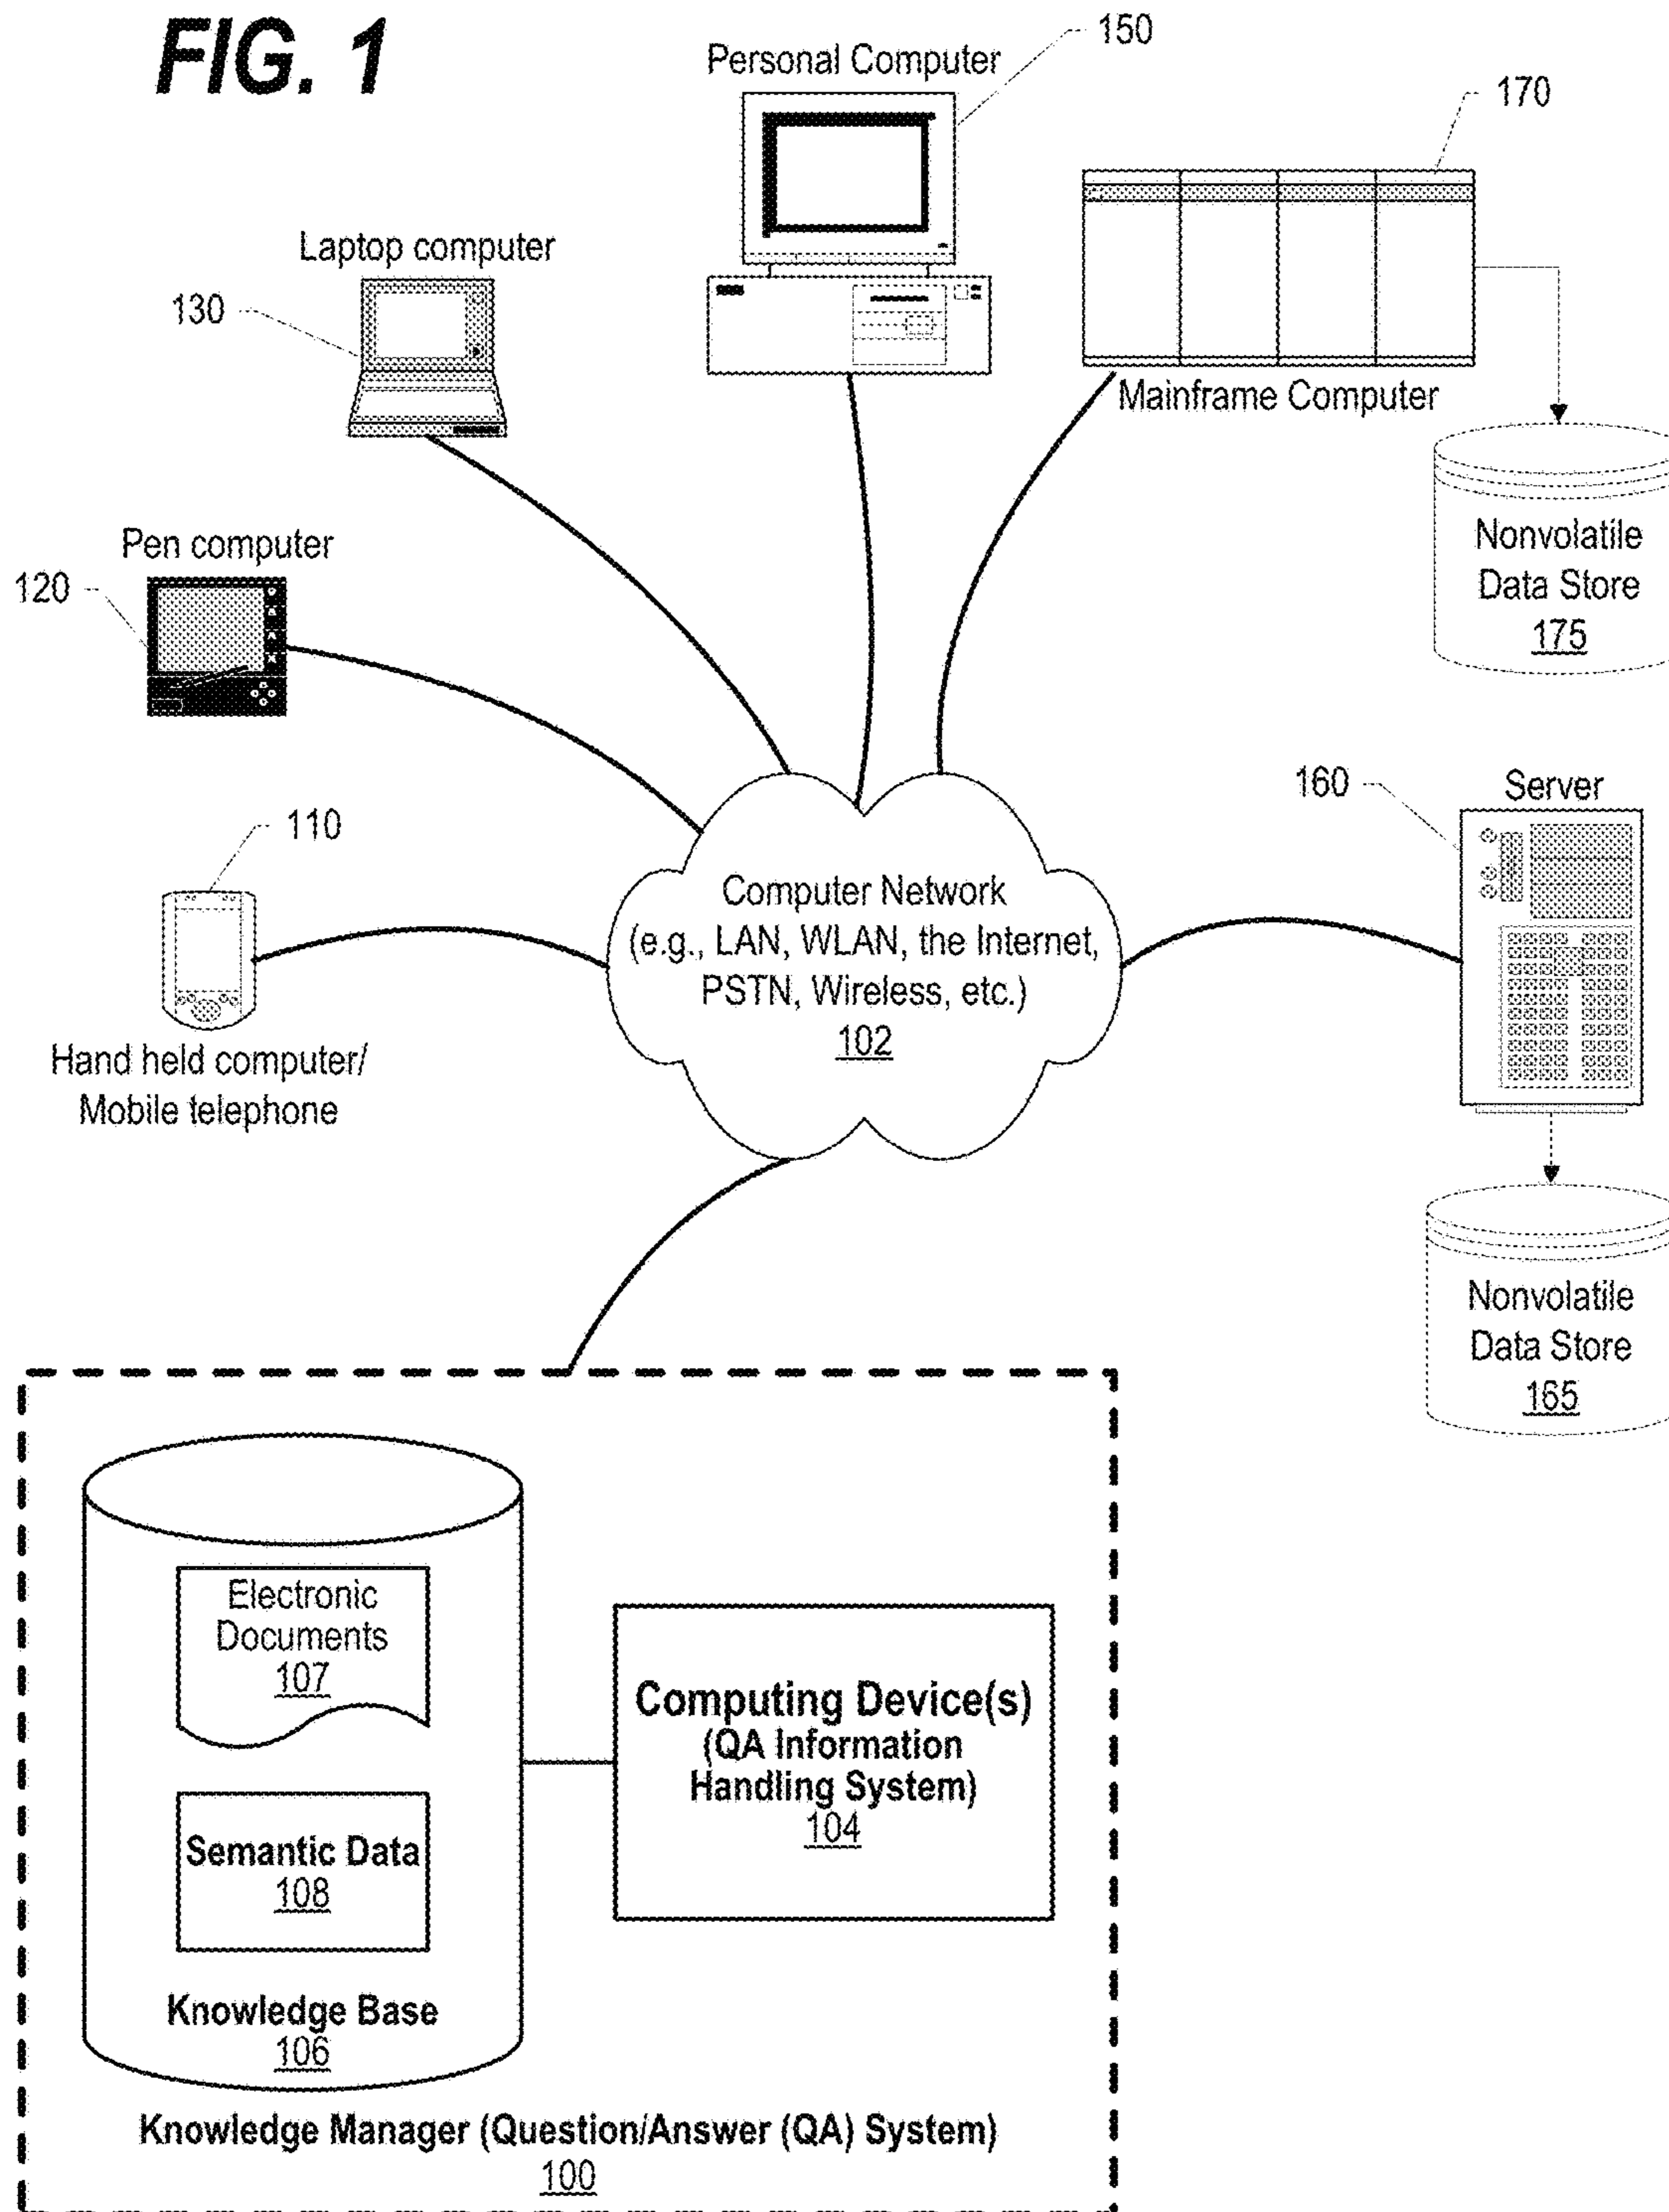 FIG. 1
Personal Computer
150
170
Laptop computer
130
Mainframe Computer
Nonvolatile
Data Store
175
Pen computer
120
160
Server
110
Computer Network
(e.g., LAN, WLAN, the Internet,
PSTN, Wireless, etc.)
102
Hand held computer/
Mobile telephone
Nonvolatile
Data Store
165
Electronic
Documents
107
Computing Device(s)
(QA Information
Handling System)
104
Semantic Data
108
Knowledge Base
106
Knowledge Manager (Question/Answer (QA) System)
100